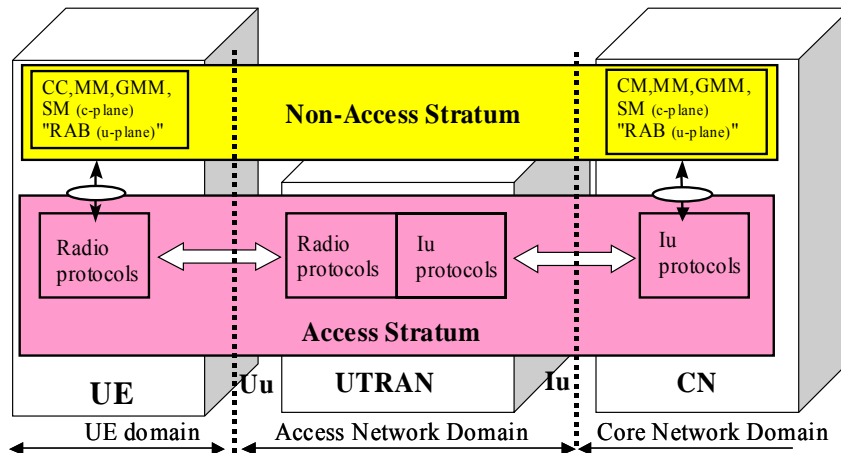 CC,MM,GMM,
SM (c-plane)
"RAB (u-plane)"
Non-Access Stratum
CM,MM,GMM,
SM (c-plane)
"RAB (u-plane)"
Radio
protocols
Radio
protocols
Iu
protocols
Iu
protocols
Access Stratum
UE
Uu
UTRAN
Iu
CN
UE domain
Access Network Domain
Core Network Domain